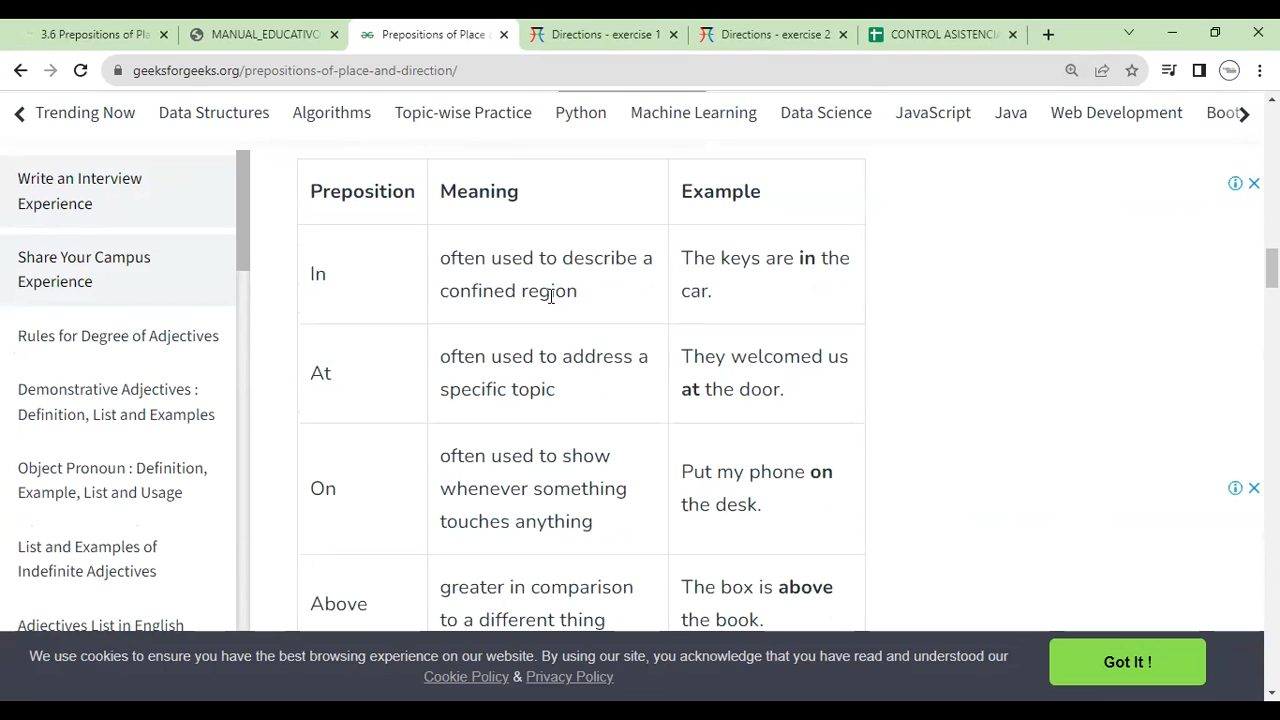 3.6 Prepositions of Pla
MANUAL_EDUCATIVO
Prepositions of Place
Directions - exercise 1
Directions - exercise 2
CONTROL ASISTENCIA
geeksforgeeks.org/prepositions-of-place-and-direction/
Trending Now
Data Structures
Algorithms
Topic-wise Practice
Python
Machine Learning
Data Science
JavaScript
Java
Web Development
Boot
Write an Interview
Experience
Share Your Campus
Experience
Rules for Degree of Adjectives
Demonstrative Adjectives :
Definition, List and Examples
Object Pronoun : Definition,
Example, List and Usage
List and Examples of
Indefinite Adjectives
Adjectives List in English
Preposition
Meaning
Example
In
often used to describe a
confined region
The keys are in the
car.
At
often used to address a
specific topic
They welcomed us
at the door.
On
often used to show
whenever something
touches anything
Put my phone on
the desk.
Above
greater in comparison
to a different thing
The box is above
the book.
We use cookies to ensure you have the best browsing experience on our website. By using our site, you acknowledge that you have read and understood our
Cookie Policy & Privacy Policy
Got It !